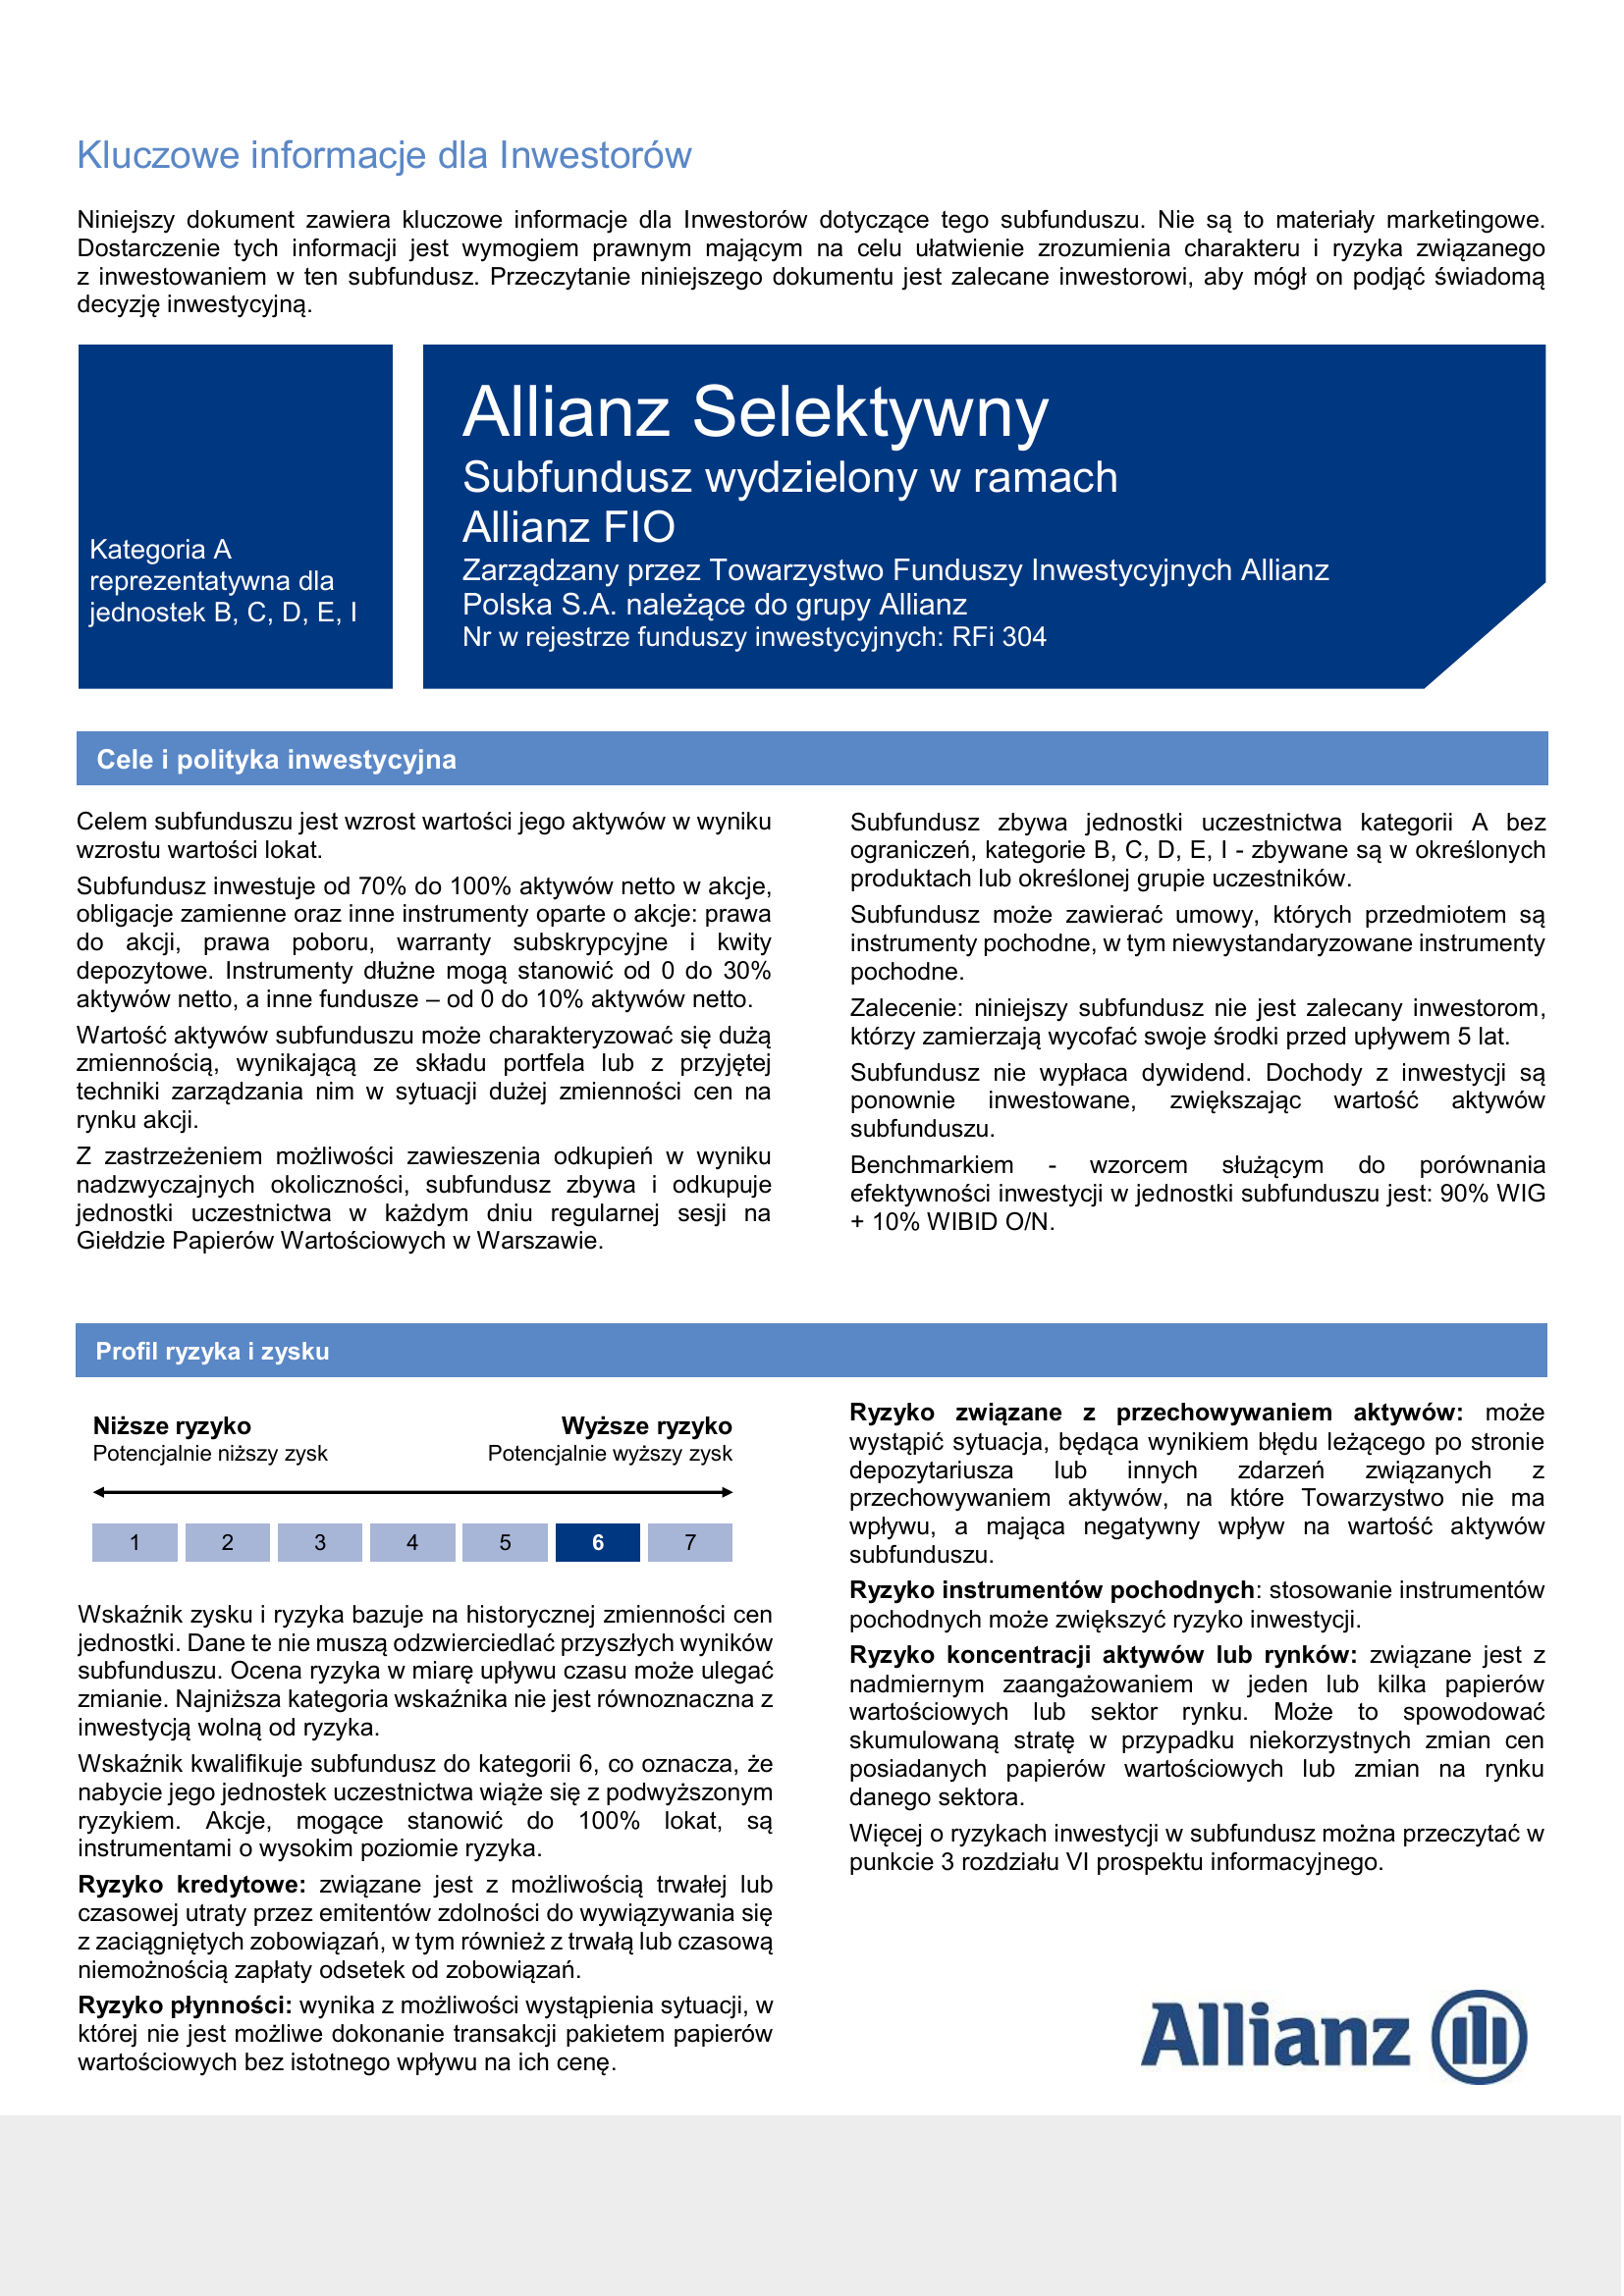 Kluczowe informacje dla Inwestorów
Niniejszy dokument zawiera kluczowe informacje dla Inwestorów dotyczące tego subfunduszu. Nie są to materiały marketingowe.
Dostarczenie tych informacji jest wymogiem prawnym mającym na celu ułatwienie zrozumienia charakteru i ryzyka związanego
z inwestowaniem w ten subfundusz. Przeczytanie niniejszego dokumentu jest zalecane inwestorowi, aby mógł on podjąć świadomą
decyzję inwestycyjną.
Kategoria A
reprezentatywna dla
jednostek B, C, D, E, I
Allianz Selektywny
Subfundusz wydzielony w ramach
Allianz FIO
Zarządzany przez Towarzystwo Funduszy Inwestycyjnych Allianz
Polska S.A. należące do grupy Allianz
Nr w rejestrze funduszy inwestycyjnych: RFi 304
Cele i polityka inwestycyjna
Celem subfunduszu jest wzrost wartości jego aktywów w wyniku
wzrostu wartości lokat.
Subfundusz inwestuje od 70% do 100% aktywów netto w akcje,
obligacje zamienne oraz inne instrumenty oparte o akcje: prawa
do akcji, prawa poboru, warranty subskrypcyjne i kwity
depozytowe. Instrumenty dłużne mogą stanowić od 0 do 30%
aktywów netto, a inne fundusze – od 0 do 10% aktywów netto.
Wartość aktywów subfunduszu może charakteryzować się dużą
zmiennością, wynikającą ze składu portfela lub z przyjętej
techniki zarządzania nim w sytuacji dużej zmienności cen na
rynku akcji.
Z zastrzeżeniem możliwości zawieszenia odkupień w wyniku
nadzwyczajnych okoliczności, subfundusz zbywa i odkupuje
jednostki uczestnictwa w każdym dniu regularnej sesji na
Giełdzie Papierów Wartościowych w Warszawie.
Subfundusz zbywa jednostki uczestnictwa kategorii A bez
ograniczeń, kategorie B, C, D, E, I - zbywane są w określonych
produktach lub określonej grupie uczestników.
Subfundusz może zawierać umowy, których przedmiotem są
instrumenty pochodne, w tym niewystandaryzowane instrumenty
pochodne.
Zalecenie: niniejszy subfundusz nie jest zalecany inwestorom,
którzy zamierzają wycofać swoje środki przed upływem 5 lat.
Subfundusz nie wypłaca dywidend. Dochody z inwestycji są
ponownie inwestowane, zwiększając wartość aktywów
subfunduszu.
Benchmarkiem - wzorcem służącym do porównania
efektywności inwestycji w jednostki subfunduszu jest: 90% WIG
+ 10% WIBID O/N.
Profil ryzyka i zysku
Niższe ryzyko Wyższe ryzyko
Potencjalnie niższy zysk Potencjalnie wyższy zysk
1 2 3 4 5 6 7
Wskaźnik zysku i ryzyka bazuje na historycznej zmienności cen
jednostki. Dane te nie muszą odzwierciedlać przyszłych wyników
subfunduszu. Ocena ryzyka w miarę upływu czasu może ulegać
zmianie. Najniższa kategoria wskaźnika nie jest równoznaczna z
inwestycją wolną od ryzyka.
Wskaźnik kwalifikuje subfundusz do kategorii 6, co oznacza, że
nabycie jego jednostek uczestnictwa wiąże się z podwyższonym
ryzykiem. Akcje, mogące stanowić do 100% lokat, są
instrumentami o wysokim poziomie ryzyka.
Ryzyko kredytowe: związane jest z możliwością trwałej lub
czasowej utraty przez emitentów zdolności do wywiązywania się
z zaciągniętych zobowiązań, w tym również z trwałą lub czasową
niemożnością zapłaty odsetek od zobowiązań.
Ryzyko płynności: wynika z możliwości wystąpienia sytuacji, w
której nie jest możliwe dokonanie transakcji pakietem papierów
wartościowych bez istotnego wpływu na ich cenę.
Ryzyko związane z przechowywaniem aktywów: może
wystąpić sytuacja, będąca wynikiem błędu leżącego po stronie
depozytariusza lub innych zdarzeń związanych z
przechowywaniem aktywów, na które Towarzystwo nie ma
wpływu, a mająca negatywny wpływ na wartość aktywów
subfunduszu.
Ryzyko instrumentów pochodnych: stosowanie instrumentów
pochodnych może zwiększyć ryzyko inwestycji.
Ryzyko koncentracji aktywów lub rynków: związane jest z
nadmiernym zaangażowaniem w jeden lub kilka papierów
wartościowych lub sektor rynku. Może to spowodować
skumulowaną stratę w przypadku niekorzystnych zmian cen
posiadanych papierów wartościowych lub zmian na rynku
danego sektora.
Więcej o ryzykach inwestycji w subfundusz można przeczytać w
punkcie 3 rozdziału VI prospektu informacyjnego.
Allianz